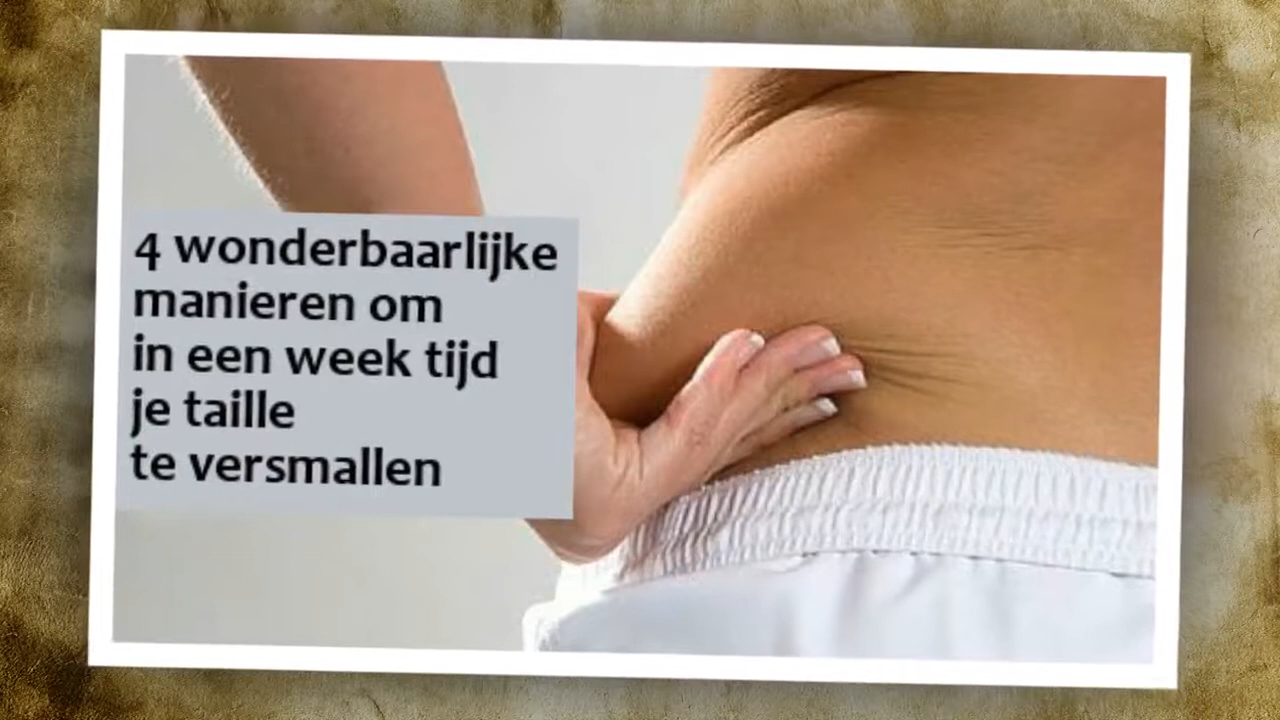 4 wonderbaarlijke
manieren om
in een week tijd
je taille
te versmallen